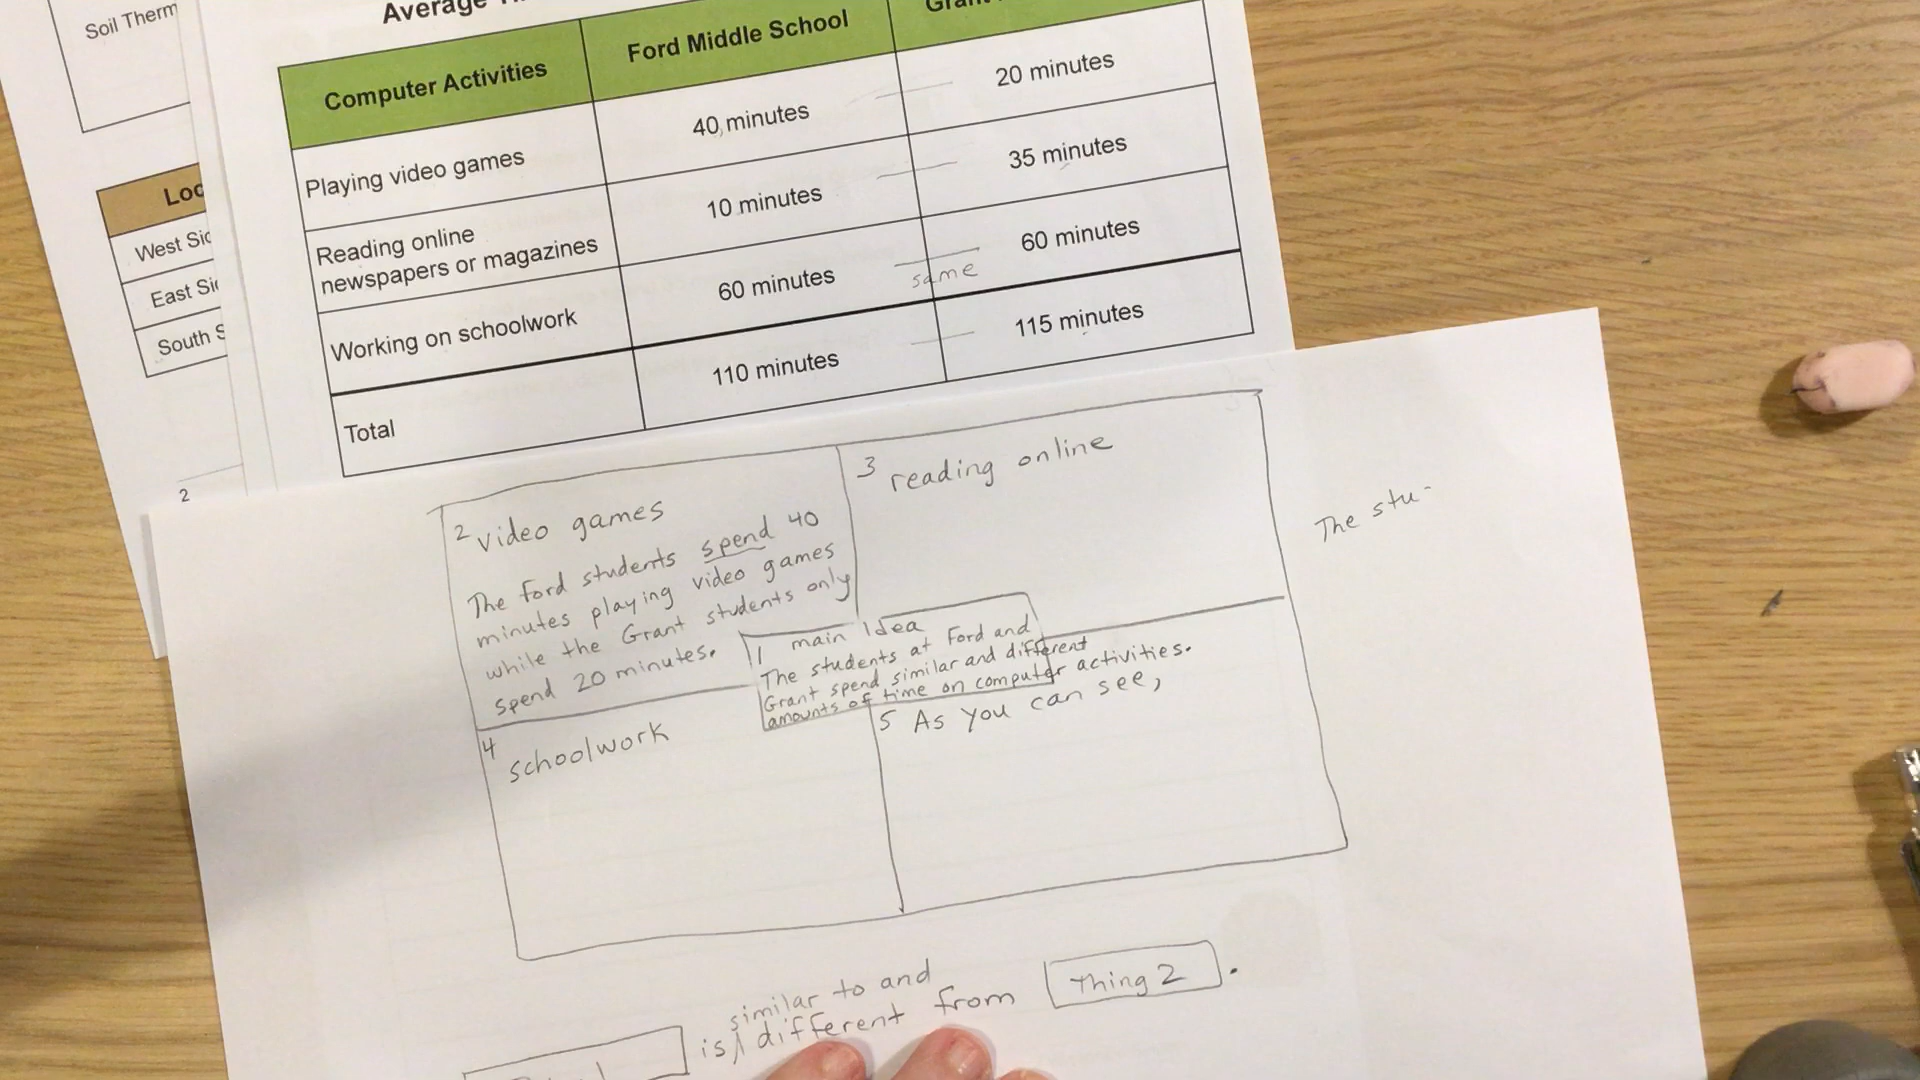 Soil Therm
Average
Computer Activities Ford Middle School
Playing video games 40 minutes 20 minutes
Reading online
newspapers or magazines 10 minutes 35 minutes
Working on schoolwork 60 minutes same 60 minutes
Total 110 minutes 115 minutes
West Sid
East Sid
South S
2
2 video games
The Ford students spend 40
minutes playing video games
while the Grant students only
spend 20 minutes.
3 reading online
1 main Idea
The students at Ford and
Grant spend similar and different
amounts of time on computer activities.
4
schoolwork
5 As you can see,
The stu-
similar to and
is different from Thing 2.